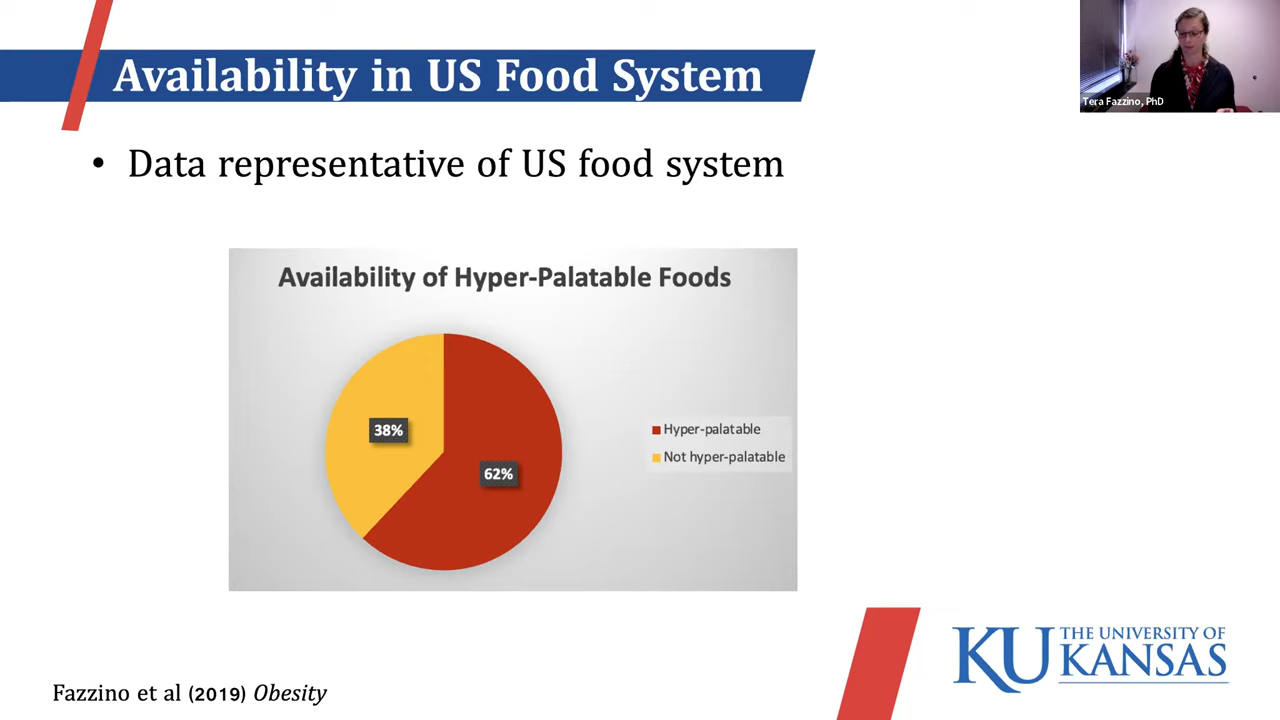 Availability in US Food System
Tera Fazzino, PhD
• Data representative of US food system
Availability of Hyper-Palatable Foods
38%
62%
Hyper-palatable
Not hyper-palatable
KU THE UNIVERSITY OF
KANSAS
Fazzino et al (2019) Obesity